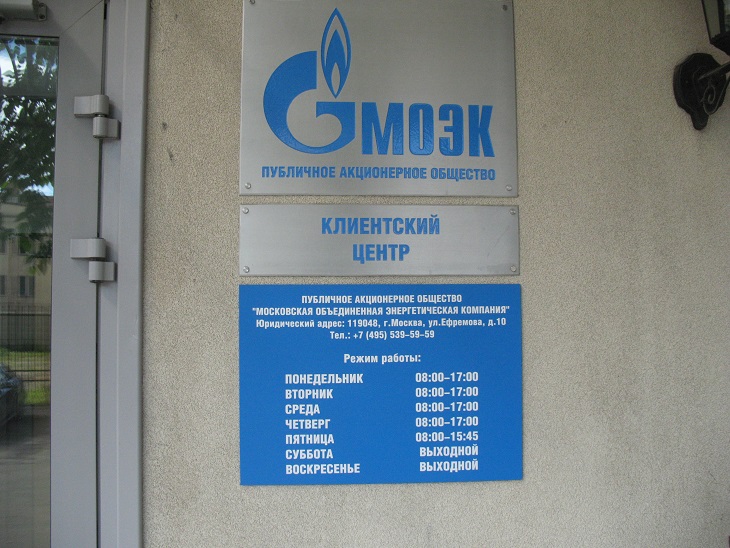 МОЭК
ПУБЛИЧНОЕ АКЦИОНЕРНОЕ ОБЩЕСТВО
КЛИЕНТСКИЙ
ЦЕНТР
ПУБЛИЧНОЕ АКЦИОНЕРНОЕ ОБЩЕСТВО
"МОСКОВСКАЯ ОБЪЕДИНЕННАЯ ЭНЕРГЕТИЧЕСКАЯ КОМПАНИЯ"
Юридический адрес: 119048, г.Москва, ул.Ефремова, д.10
Тел.: +7 (495) 539-59-59
Режим работы:
ПОНЕДЕЛЬНИК 08:00-17:00
ВТОРНИК 08:00-17:00
СРЕДА 08:00-17:00
ЧЕТВЕРГ 08:00-17:00
ПЯТНИЦА 08:00-15:45
СУББОТА ВЫХОДНОЙ
ВОСКРЕСЕНЬЕ ВЫХОДНОЙ